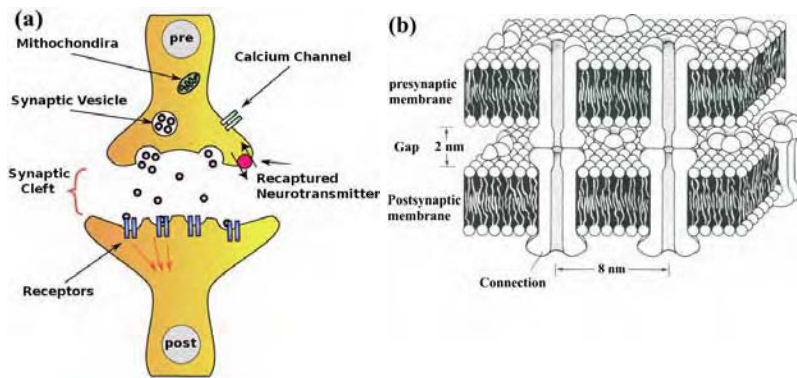 (a)
pre
Mithochondira
Calcium Channel
Synaptic Vesicle
Synaptic
Cleft
Recaptured
Neurotransmitter
Receptors
post
(b)
presynaptic
membrane
Gap
2 nm
Postsynaptic
membrane
8 nm
Connection